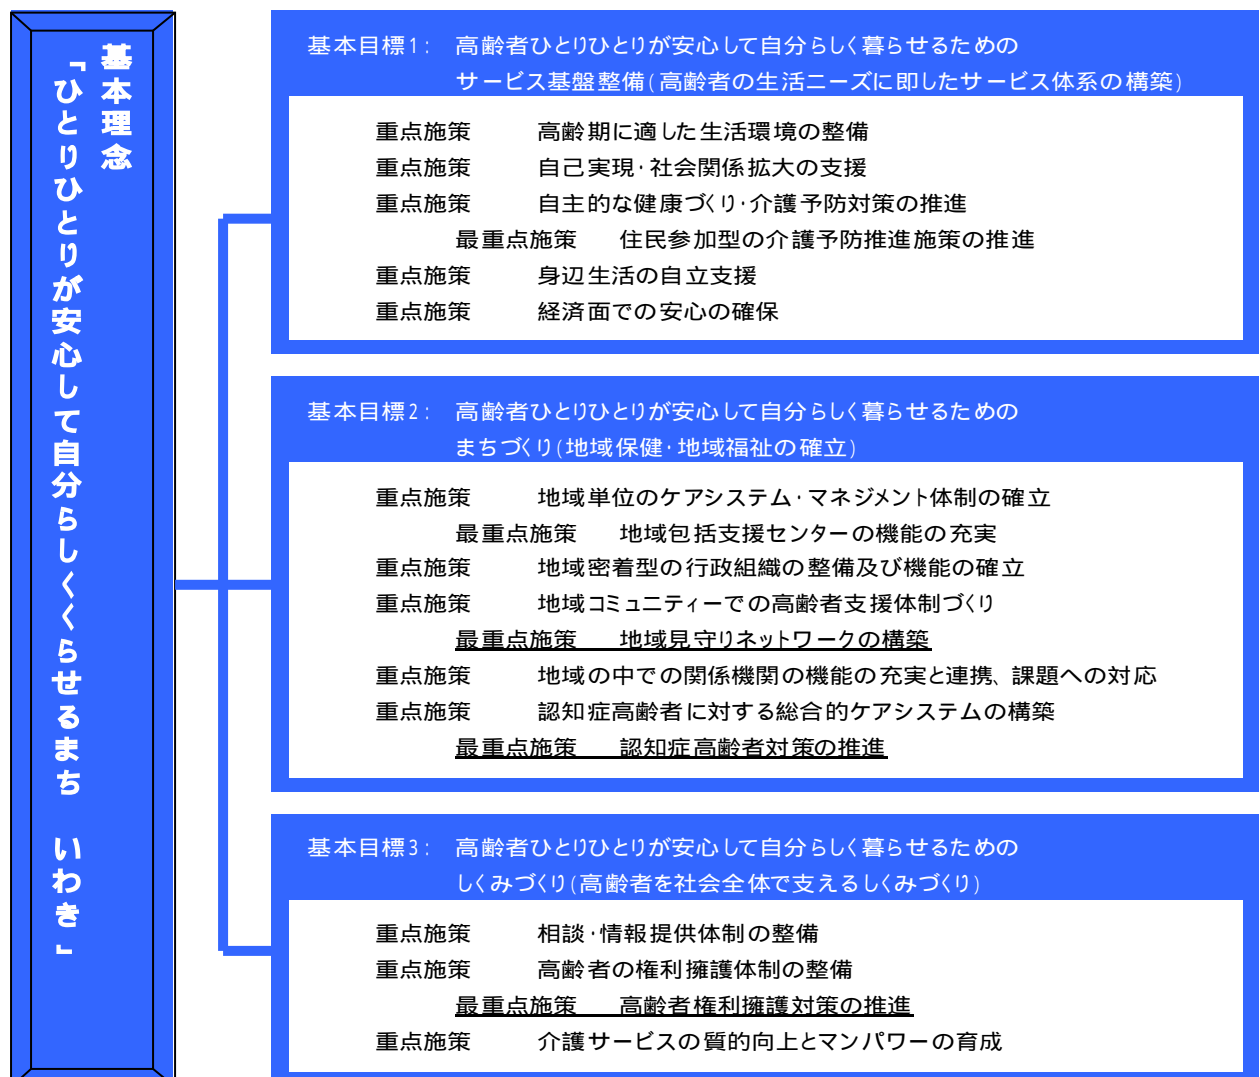 基本理念
「ひとりひとりが安心して自分らしくくらせるまち　いわき」
基本目標1:　高齢者ひとりひとりが安心して自分らしく暮らせるための
サービス基盤整備(高齢者の生活ニーズに即したサービス体系の構築)
重点施策　高齢期に適した生活環境の整備
重点施策　自己実現・社会関係拡大の支援
重点施策　自主的な健康づくり・介護予防対策の推進
最重点施策　住民参加型の介護予防推進施策の推進
重点施策　身辺生活の自立支援
重点施策　経済面での安心の確保
基本目標2:　高齢者ひとりひとりが安心して自分らしく暮らせるための
まちづくり(地域保健・地域福祉の確立)
重点施策　地域単位のケアシステム・マネジメント体制の確立
最重点施策　地域包括支援センターの機能の充実
重点施策　地域密着型の行政組織の整備及び機能の確立
重点施策　地域コミュニティーでの高齢者支援体制づくり
最重点施策　地域見守りネットワークの構築
重点施策　地域の中での関係機関の機能の充実と連携、課題への対応
重点施策　認知症高齢者に対する総合的ケアシステムの構築
最重点施策　認知症高齢者対策の推進
基本目標3:　高齢者ひとりひとりが安心して自分らしく暮らせるための
しくみづくり(高齢者を社会全体で支えるしくみづくり)
重点施策　相談・情報提供体制の整備
重点施策　高齢者の権利擁護体制の整備
最重点施策　高齢者権利擁護対策の推進
重点施策　介護サービスの質的向上とマンパワーの育成